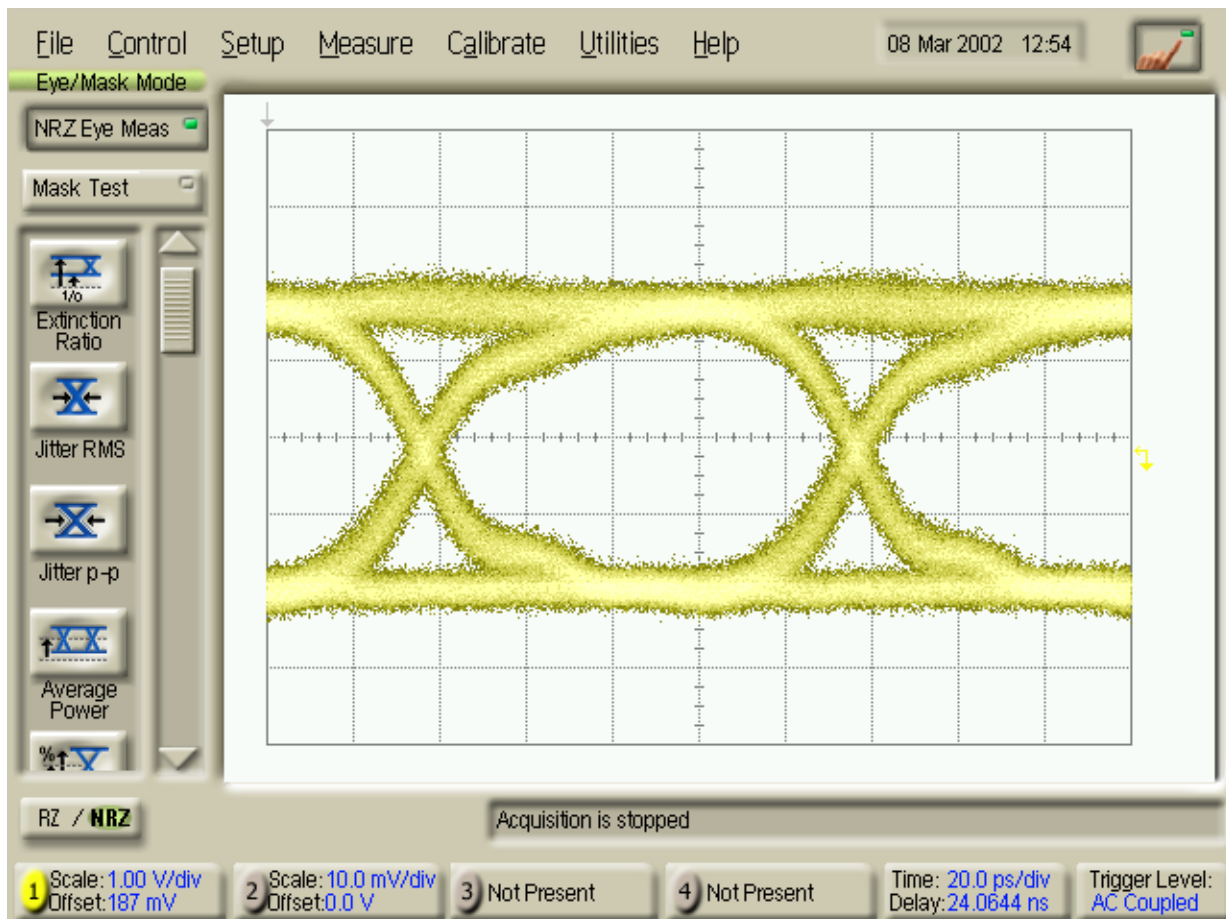 File Control Setup Measure Calibrate Utilities Help 08 Mar 2002 12:54
Eye/Mask Mode
NRZ Eye Meas
Mask Test
1/0
Extinction
Ratio
Jitter RMS
Jitter p-p
Average
Power
%
RZ / NRZ
Acquisition is stopped
1 Scale: 1.00 V/div
Offset: 187 mV
2 Scale: 10.0 mV/div
Offset: 0.0 V
3 Not Present
4 Not Present
Time: 20.0 ps/div
Delay: 24.0644 ns
Trigger Level:
AC Coupled